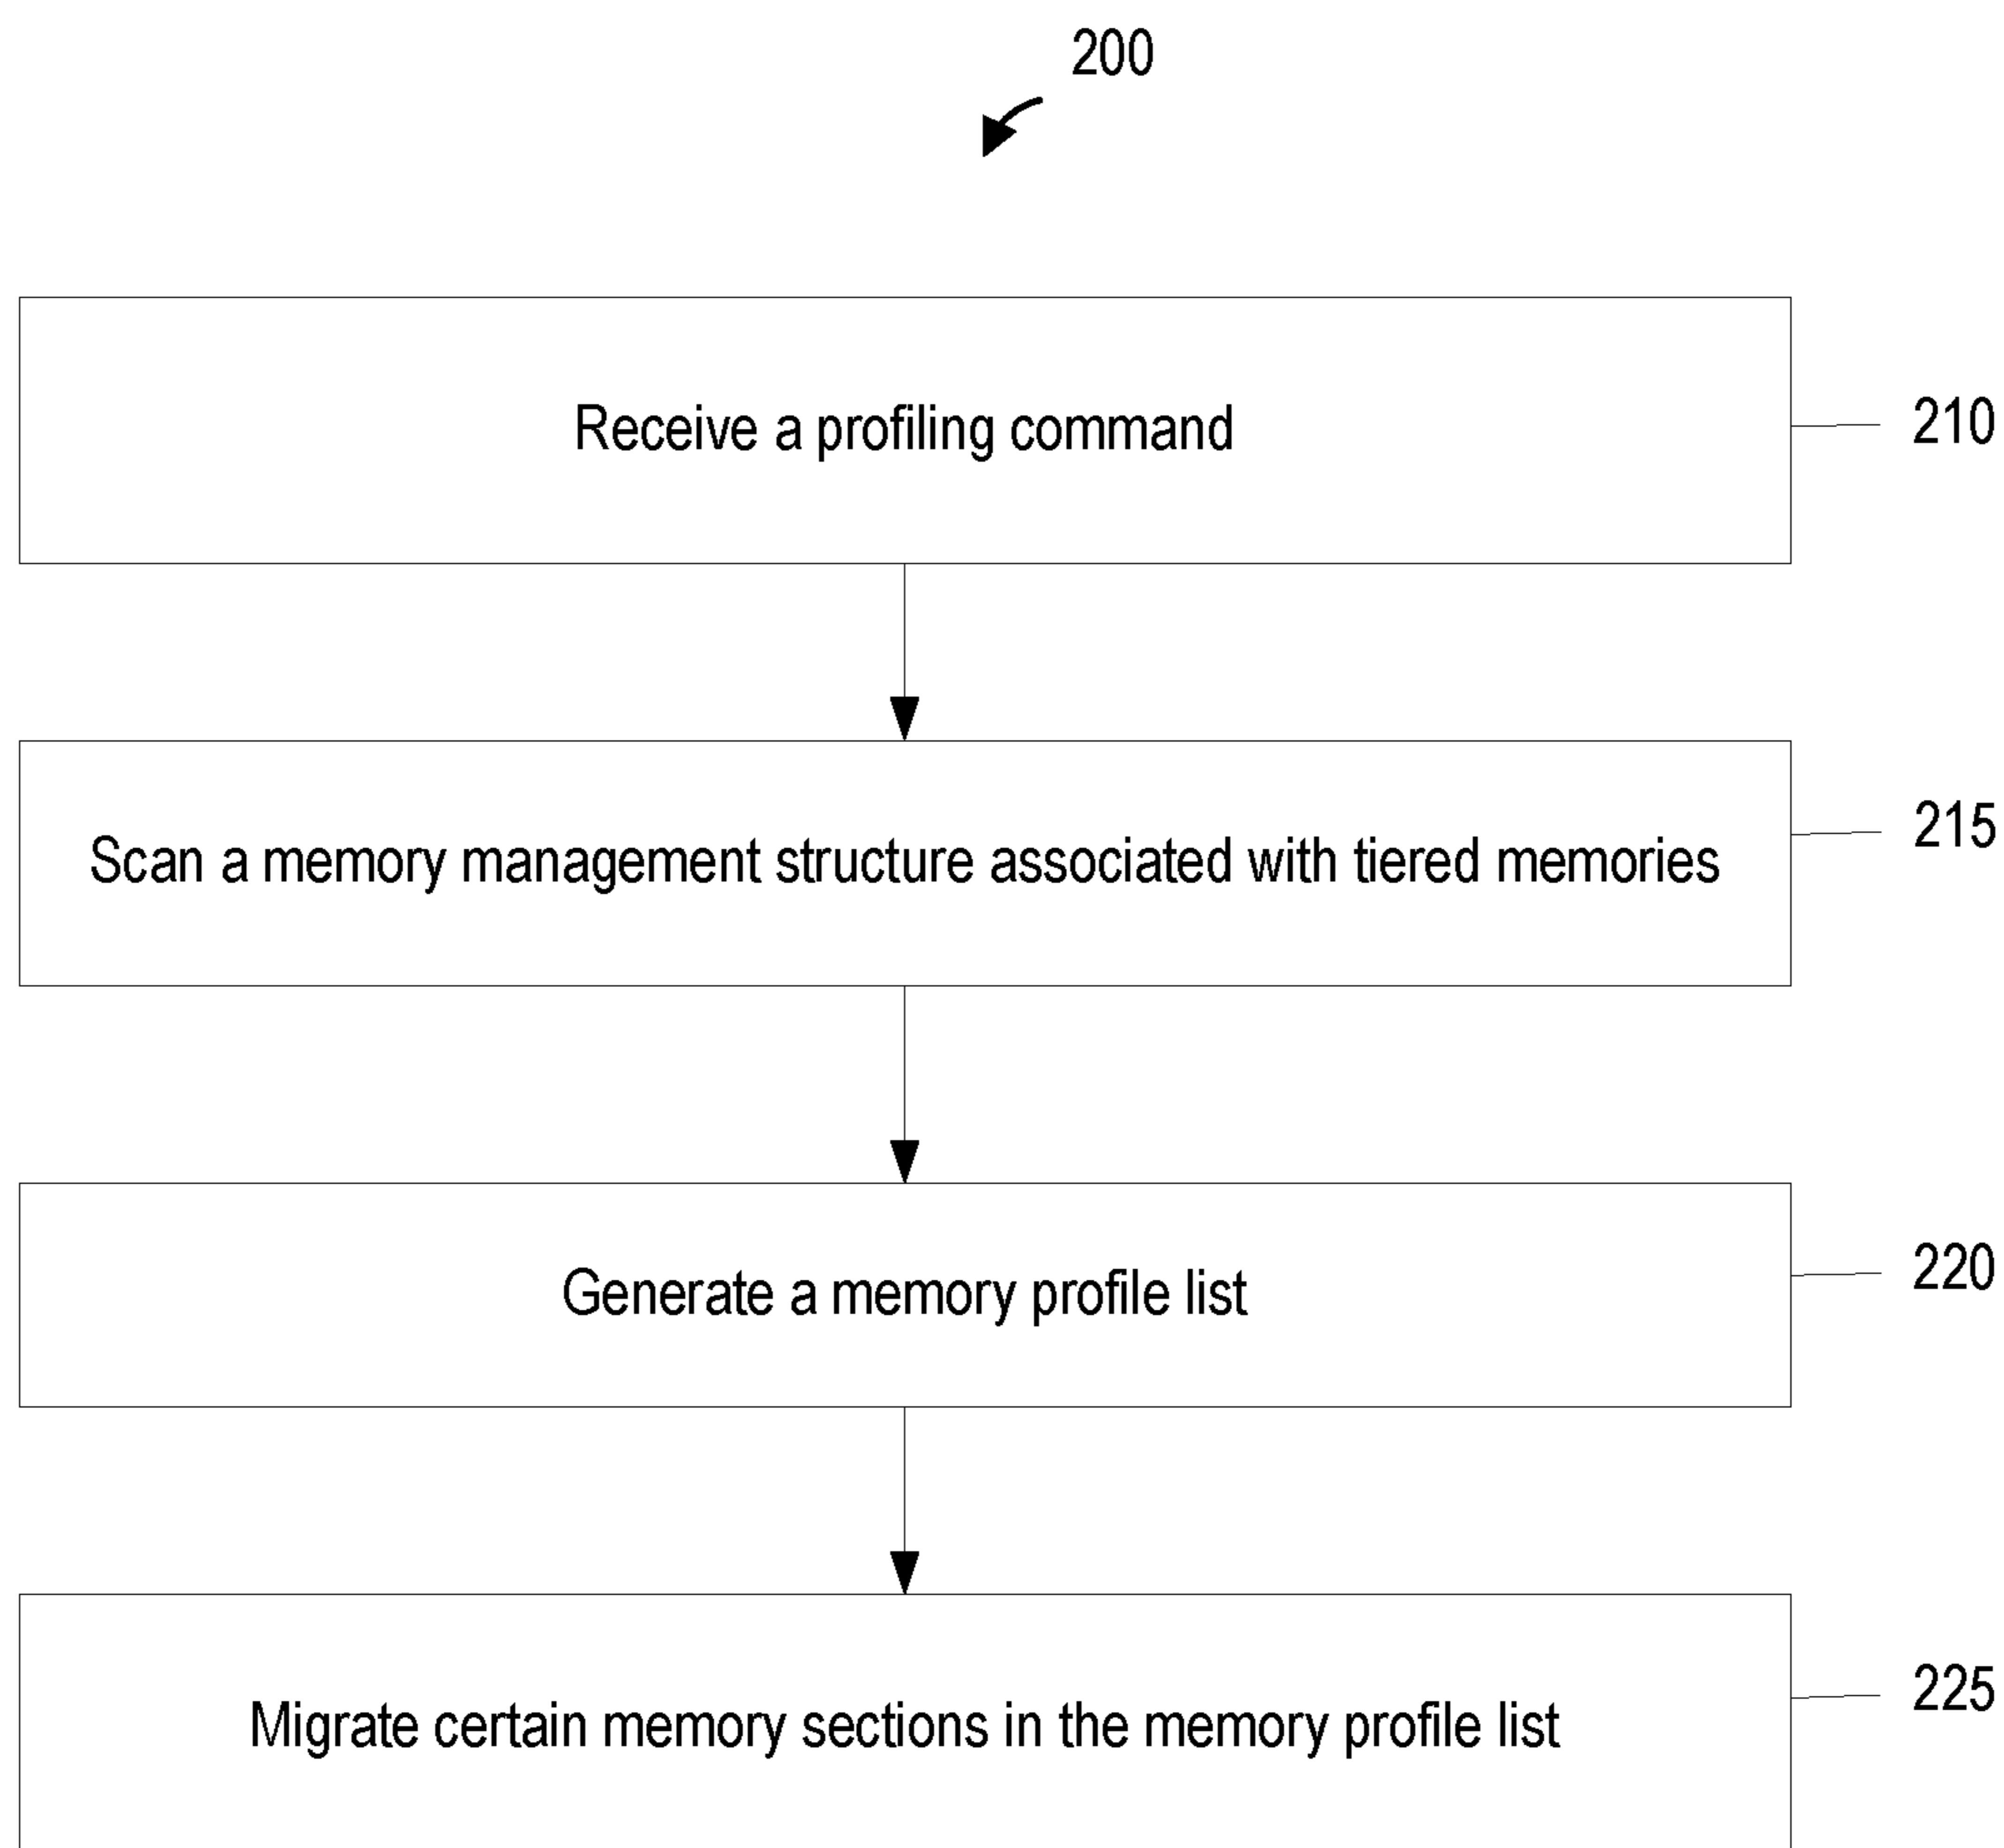 200
Receive a profiling command
210
Scan a memory management structure associated with tiered memories
215
Generate a memory profile list
220
Migrate certain memory sections in the memory profile list
225